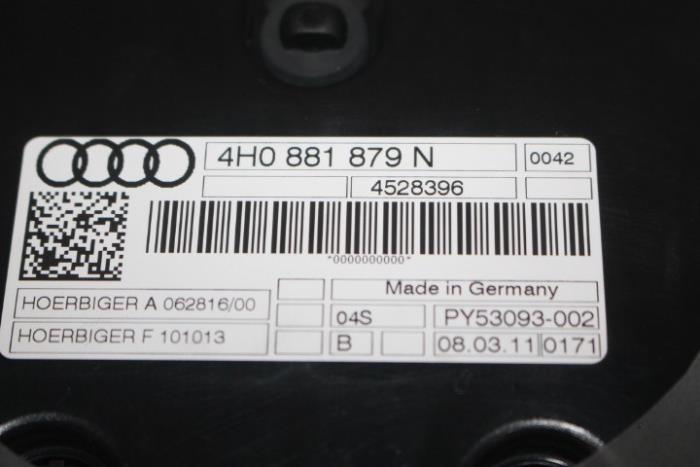 4H0 881 879 N 0042
4528396
*0000000000*
Made in Germany
HOERBIGER A 062816/00
04S PY53093-002
HOERBIGER F 101013
B 08.03.11 0171